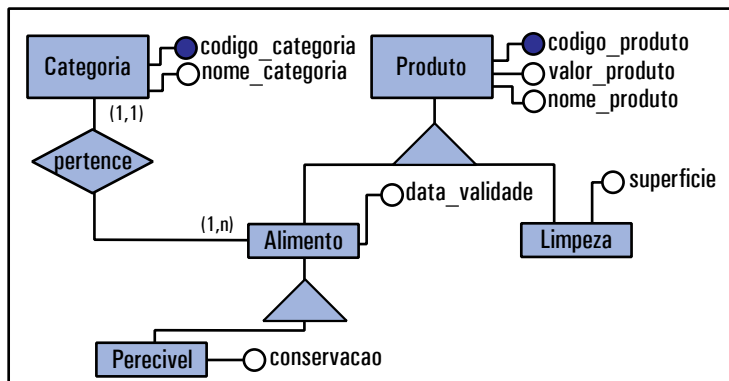 Categoria
codigo_categoria
nome_categoria
Produto
codigo_produto
valor_produto
nome_produto
(1,1)
pertence
(1,n)
Alimento
data_validade
superficie
Limpeza
Perecivel
conservacao